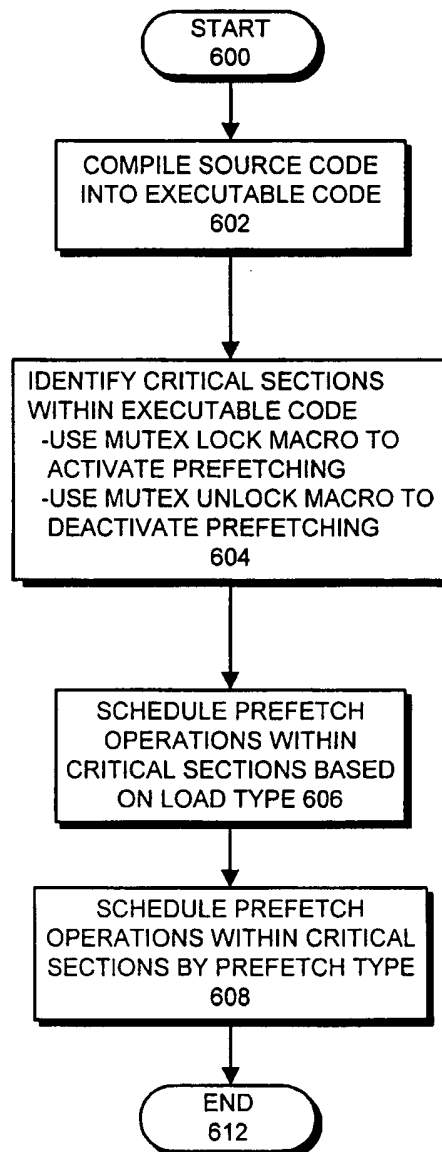 START
600
COMPILE SOURCE CODE
INTO EXECUTABLE CODE
602
IDENTIFY CRITICAL SECTIONS
WITHIN EXECUTABLE CODE
-USE MUTEX LOCK MACRO TO
ACTIVATE PREFETCHING
-USE MUTEX UNLOCK MACRO TO
DEACTIVATE PREFETCHING
604
SCHEDULE PREFETCH
OPERATIONS WITHIN
CRITICAL SECTIONS BASED
ON LOAD TYPE 606
SCHEDULE PREFETCH
OPERATIONS WITHIN CRITICAL
SECTIONS BY PREFETCH TYPE
608
END
612